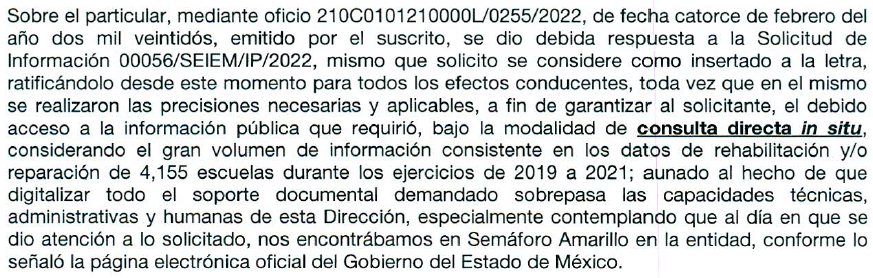 Sobre el particular, mediante oficio 210C0101210000L/0255/2022, de fecha catorce de febrero del
año dos mil veintidós, emitido por el suscrito, se dio debida respuesta a la Solicitud de
Información 00056/SEIEM/IP/2022, mismo que solicito se considere como insertado a la letra,
ratificándolo desde este momento para todos los efectos conducentes, toda vez que en el mismo
se realizaron las precisiones necesarias y aplicables, a fin de garantizar al solicitante, el debido
acceso a la información pública que requirió, bajo la modalidad de consulta directa in situ,
considerando el gran volumen de información consistente en los datos de rehabilitación y/o
reparación de 4,155 escuelas durante los ejercicios de 2019 a 2021; aunado al hecho de que
digitalizar todo el soporte documental demandado sobrepasa las capacidades técnicas,
administrativas y humanas de esta Dirección, especialmente contemplando que al día en que se
dio atención a lo solicitado, nos encontrábamos en Semáforo Amarillo en la entidad, conforme lo
señaló la página electrónica oficial del Gobierno del Estado de México.